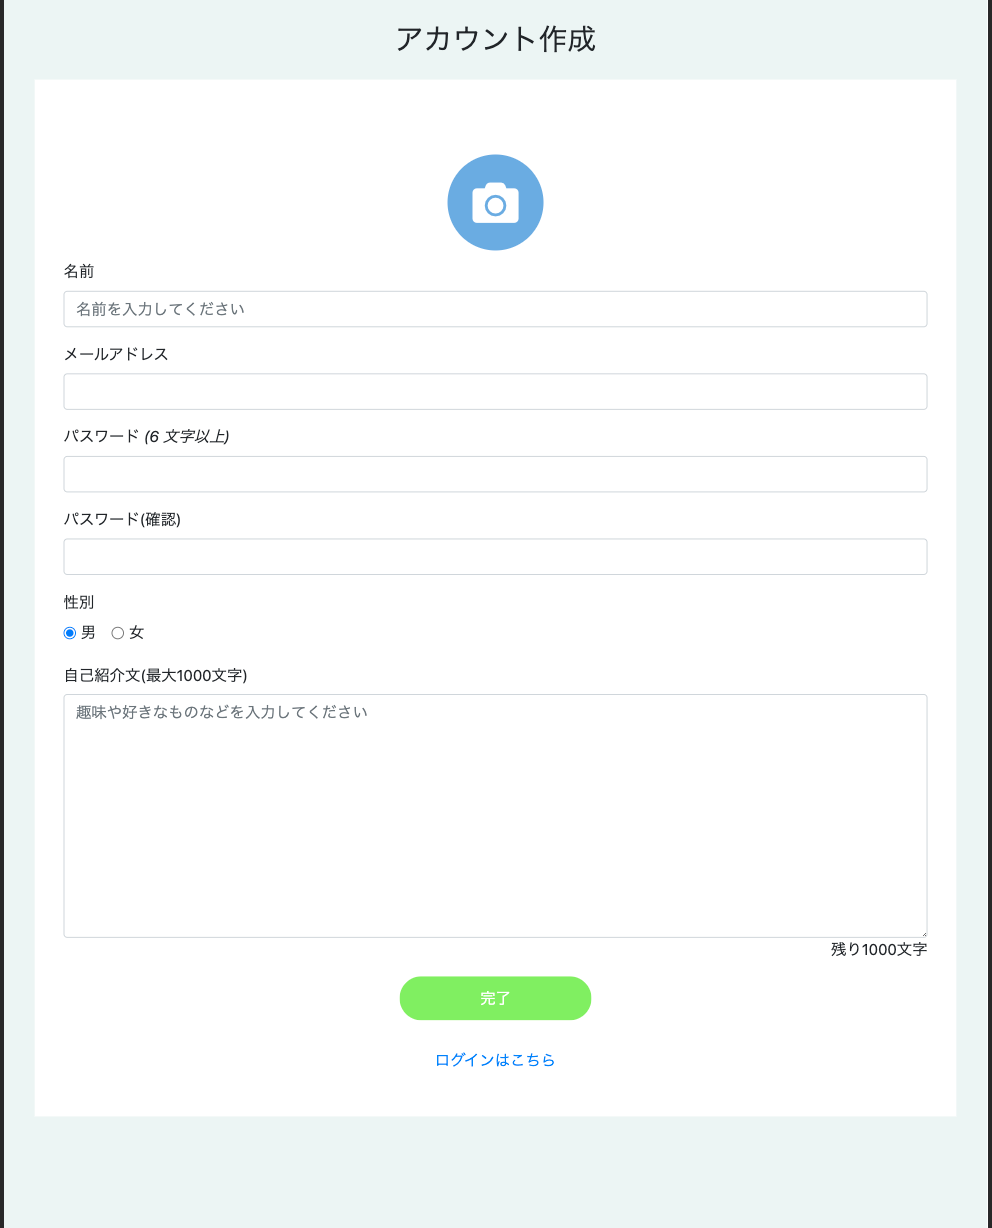 アカウント作成
名前
名前を入力してください
メールアドレス
パスワード (6 文字以上)
パスワード(確認)
性別
男 女
自己紹介文(最大1000文字)
趣味や好きなものなどを入力してください
残り1000文字
完了
ログインはこちら